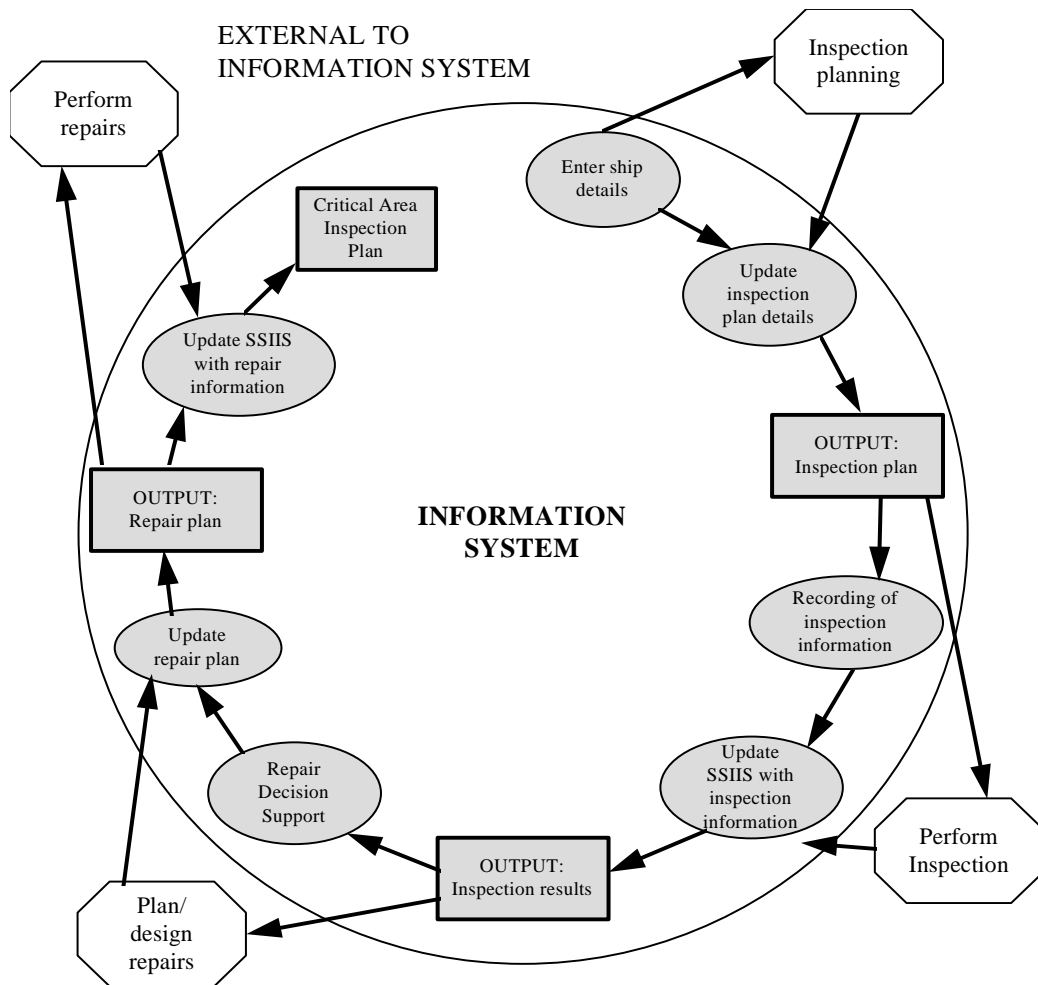 EXTERNAL TO
INFORMATION SYSTEM
Inspection
planning
Perform
repairs
Enter ship
details
Critical Area
Inspection
Plan
Update
inspection
plan details
Update SSIIS
with repair
information
OUTPUT:
Inspection plan
OUTPUT:
Repair plan
INFORMATION
SYSTEM
Recording of
inspection
information
Update
repair plan
Update
SSIIS with
inspection
information
Repair
Decision
Support
Perform
Inspection
OUTPUT:
Inspection results
Plan/
design
repairs